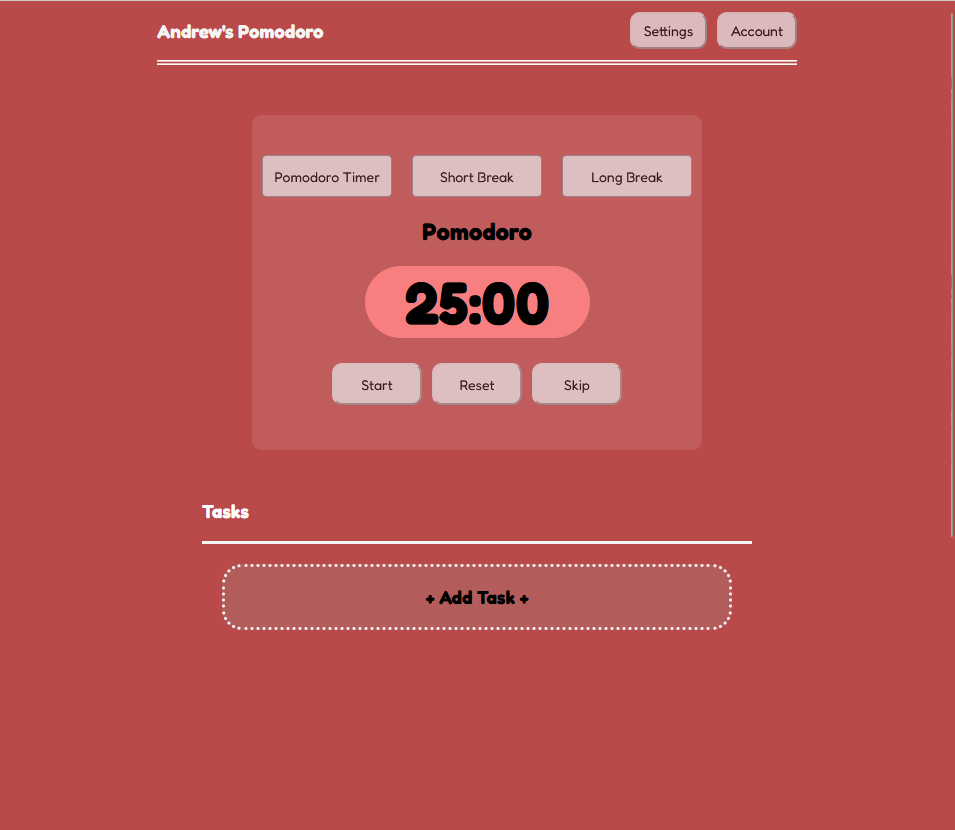 Andrew's Pomodoro
Settings
Account
Pomodoro Timer
Short Break
Long Break
Pomodoro
25:00
Start
Reset
Skip
Tasks
+ Add Task +